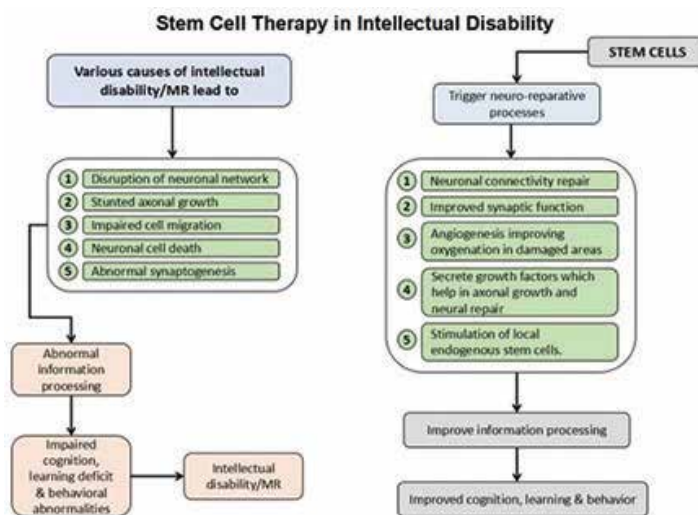 Stem Cell Therapy in Intellectual Disability
Various causes of intellectual
disability/MR lead to
1 Disruption of neuronal network
2 Stunted axonal growth
3 Impaired cell migration
4 Neuronal cell death
5 Abnormal synaptogenesis
Abnormal
information
processing
Impaired
cognition,
learning deficit
& behavioral
abnormalities
Intellectual
disability/MR
STEM CELLS
Trigger neuro-reparative
processes
1 Neuronal connectivity repair
2 Improved synaptic function
3 Angiogenesis improving
oxygenation in damaged areas
4 Secrete growth factors which
help in axonal growth and
neural repair
5 Stimulation of local
endogenous stem cells.
Improve information processing
Improved cognition, learning & behavior